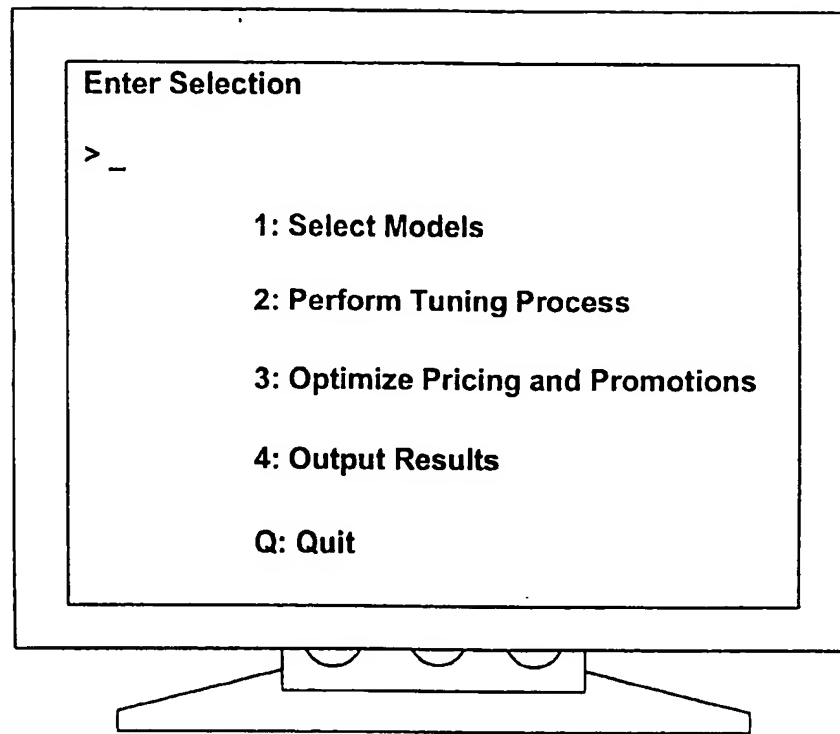 Enter Selection
> _
1: Select Models
2: Perform Tuning Process
3: Optimize Pricing and Promotions
4: Output Results
Q: Quit